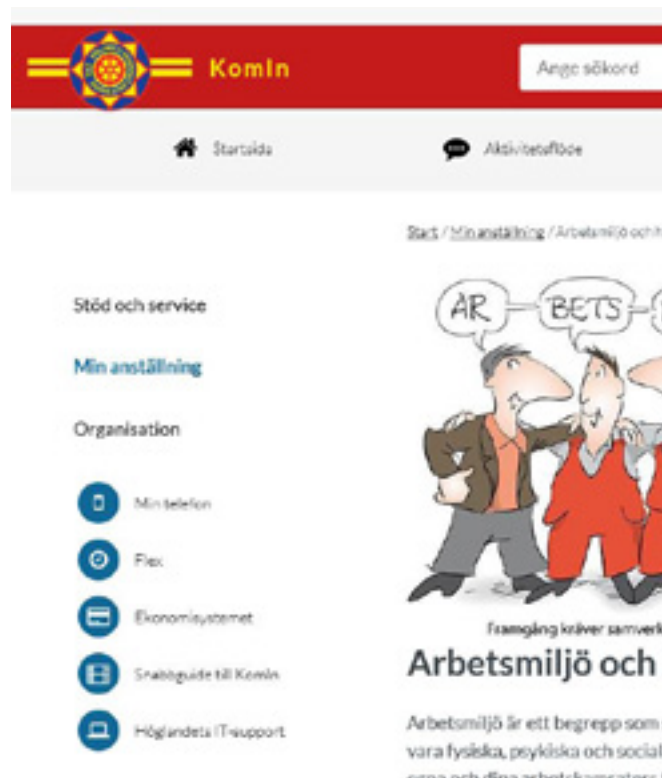 KomIn
Ange sökord
Startsida
Aktivitetsflöde
Start / Min anställning / Arbetsmiljö och h
Stöd och service
Min anställning
Organisation
Min telefon
Flex
Ekonomisystemet
Snabbguide till KomIn
Höglandets IT-support
AR
BETS
Framgång kräver samverk
Arbetsmiljö och
Arbetsmiljö är ett begrepp som
vara fysiska, psykiska och social